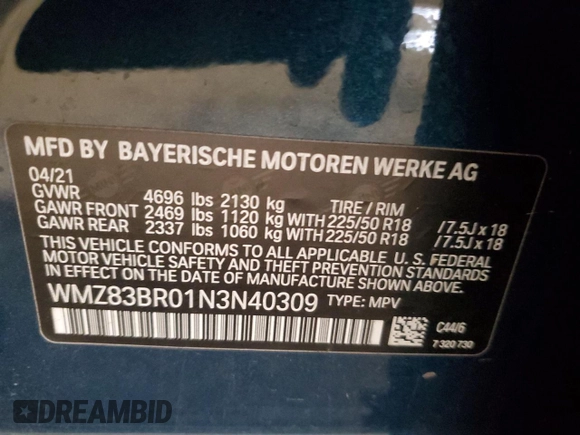 MFD BY BAYERISCHE MOTOREN WERKE AG
04/21
GVWR 4696 lbs 2130 kg TIRE / RIM
GAWR FRONT 2469 lbs 1120 kg WITH 225/50 R18 / 7.5J x 18
GAWR REAR 2337 lbs 1060 kg WITH 225/50 R18 / 7.5J x 18
THIS VEHICLE CONFORMS TO ALL APPLICABLE U. S. FEDERAL
MOTOR VEHICLE SAFETY AND THEFT PREVENTION STANDARDS
IN EFFECT ON THE DATE OF MANUFACTURE SHOWN ABOVE.
WMZ83BR01N3N40309 TYPE: MPV
C44/6
7 320 730
DREAMBID